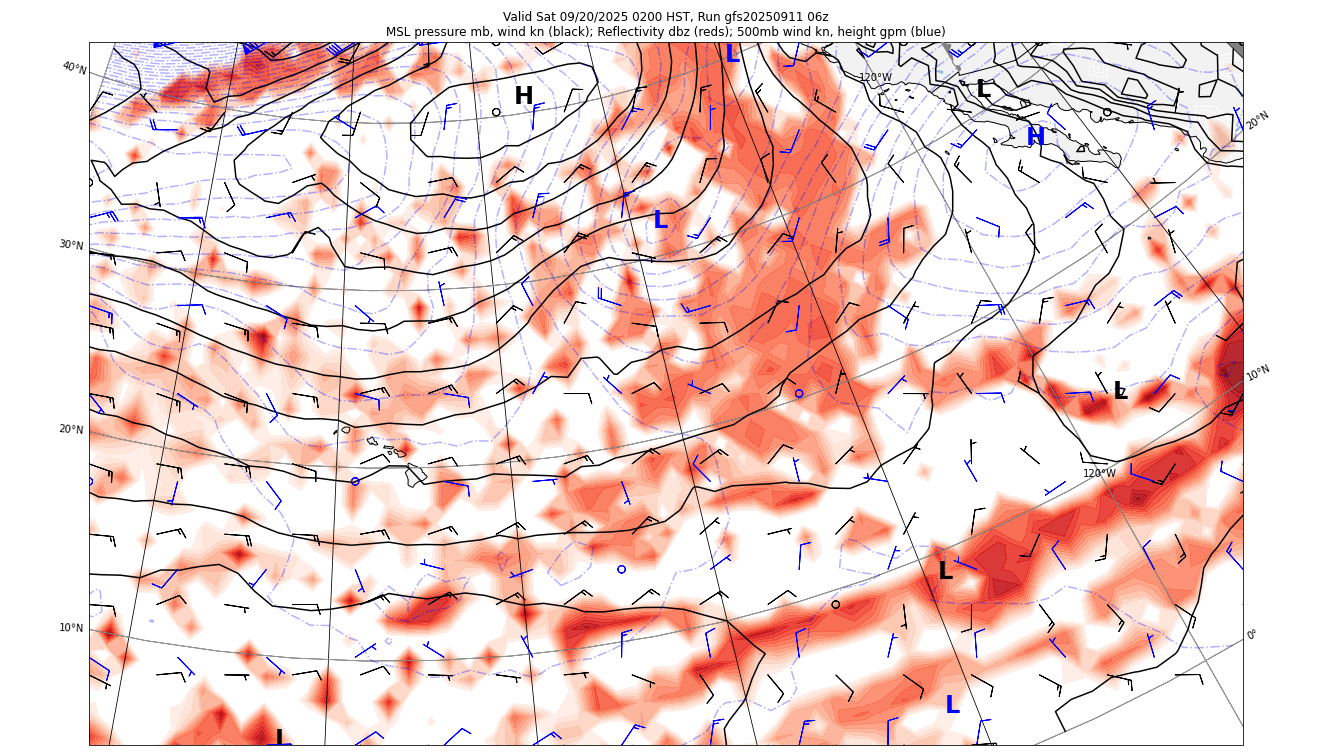 Valid Sat 09/20/2025 0200 HST, Run gfs20250911 06z
MSL pressure mb, wind kn (black); Reflectivity dbz (reds); 500mb wind kn, height gpm (blue)
L
40°N
120°W
H
L
20°N
H
L
30°N
10°N
L
20°N
120°W
L
10°N
0°
L
L